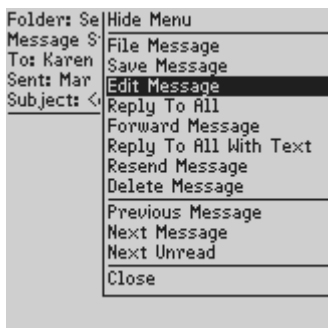 Folder: Se
Message S
To: Karen
Sent: Mar
Subject: <
Hide Menu
File Message
Save Message
Edit Message
Reply To All
Forward Message
Reply To All With Text
Resend Message
Delete Message
Previous Message
Next Message
Next Unread
Close